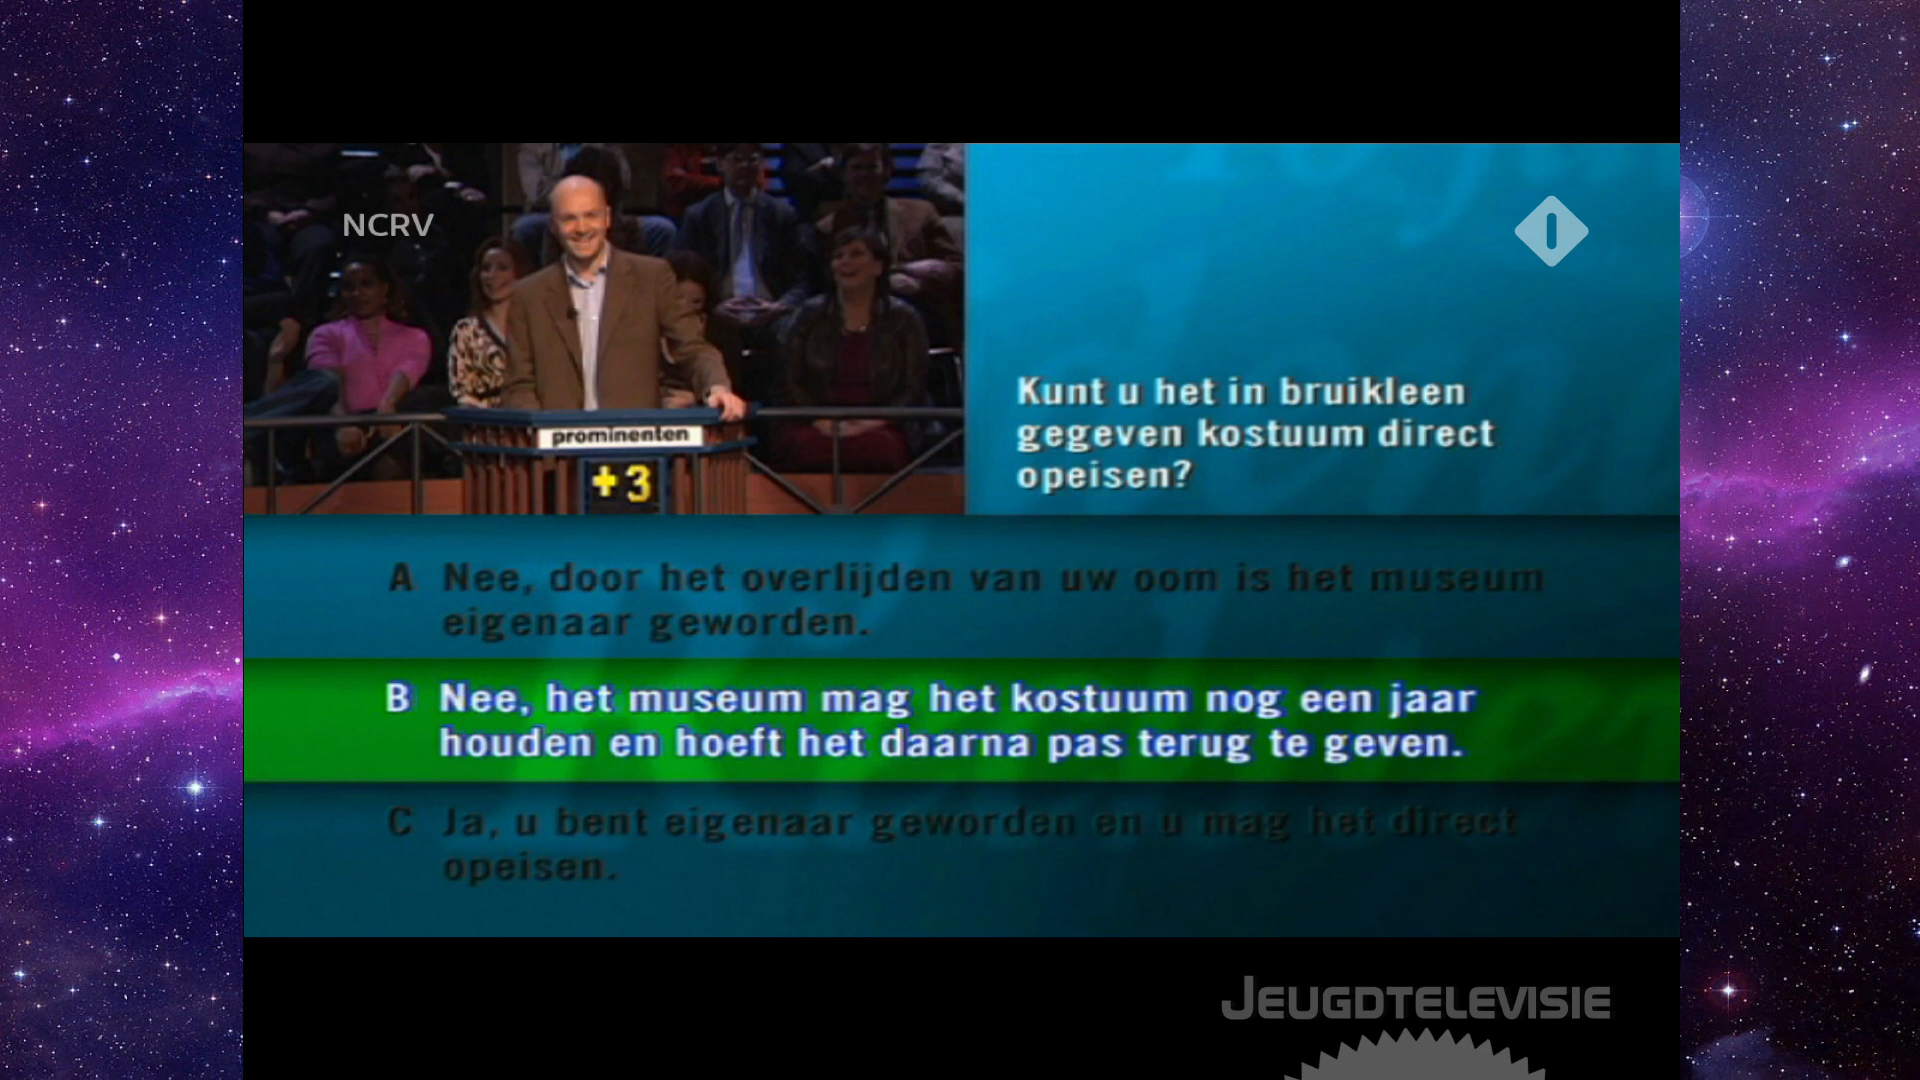 NCRV
prominenten
+3
Kunt u het in bruikleen
gegeven kostuum direct
opeisen?
A Nee, door het overlijden van uw oom is het museum
eigenaar geworden.
B Nee, het museum mag het kostuum nog een jaar
houden en hoeft het daarna pas terug te geven.
C Ja, u bent eigenaar geworden en u mag het direct
opeisen.
JEUGDTELEVISIE